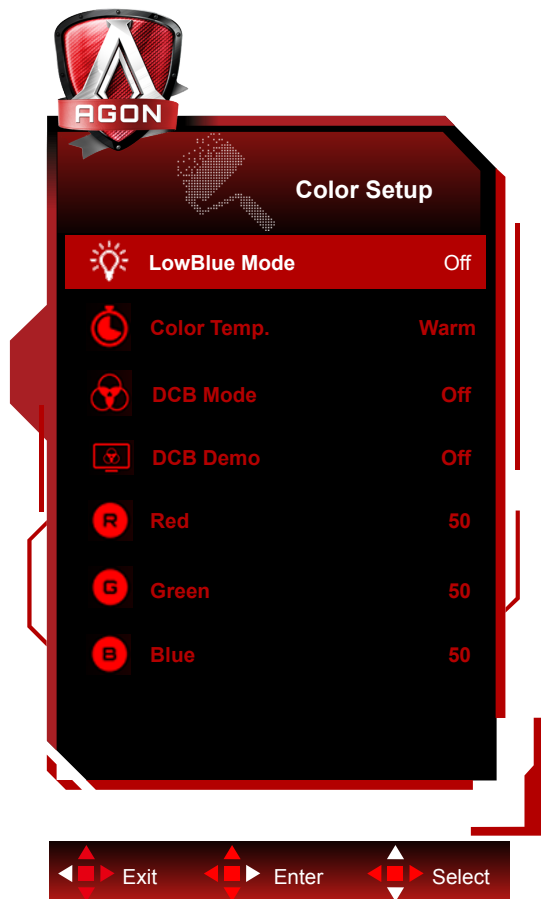 AGON
Color Setup
LowBlue Mode Off
Color Temp. Warm
DCB Mode Off
DCB Demo Off
R Red 50
G Green 50
B Blue 50
Exit Enter Select